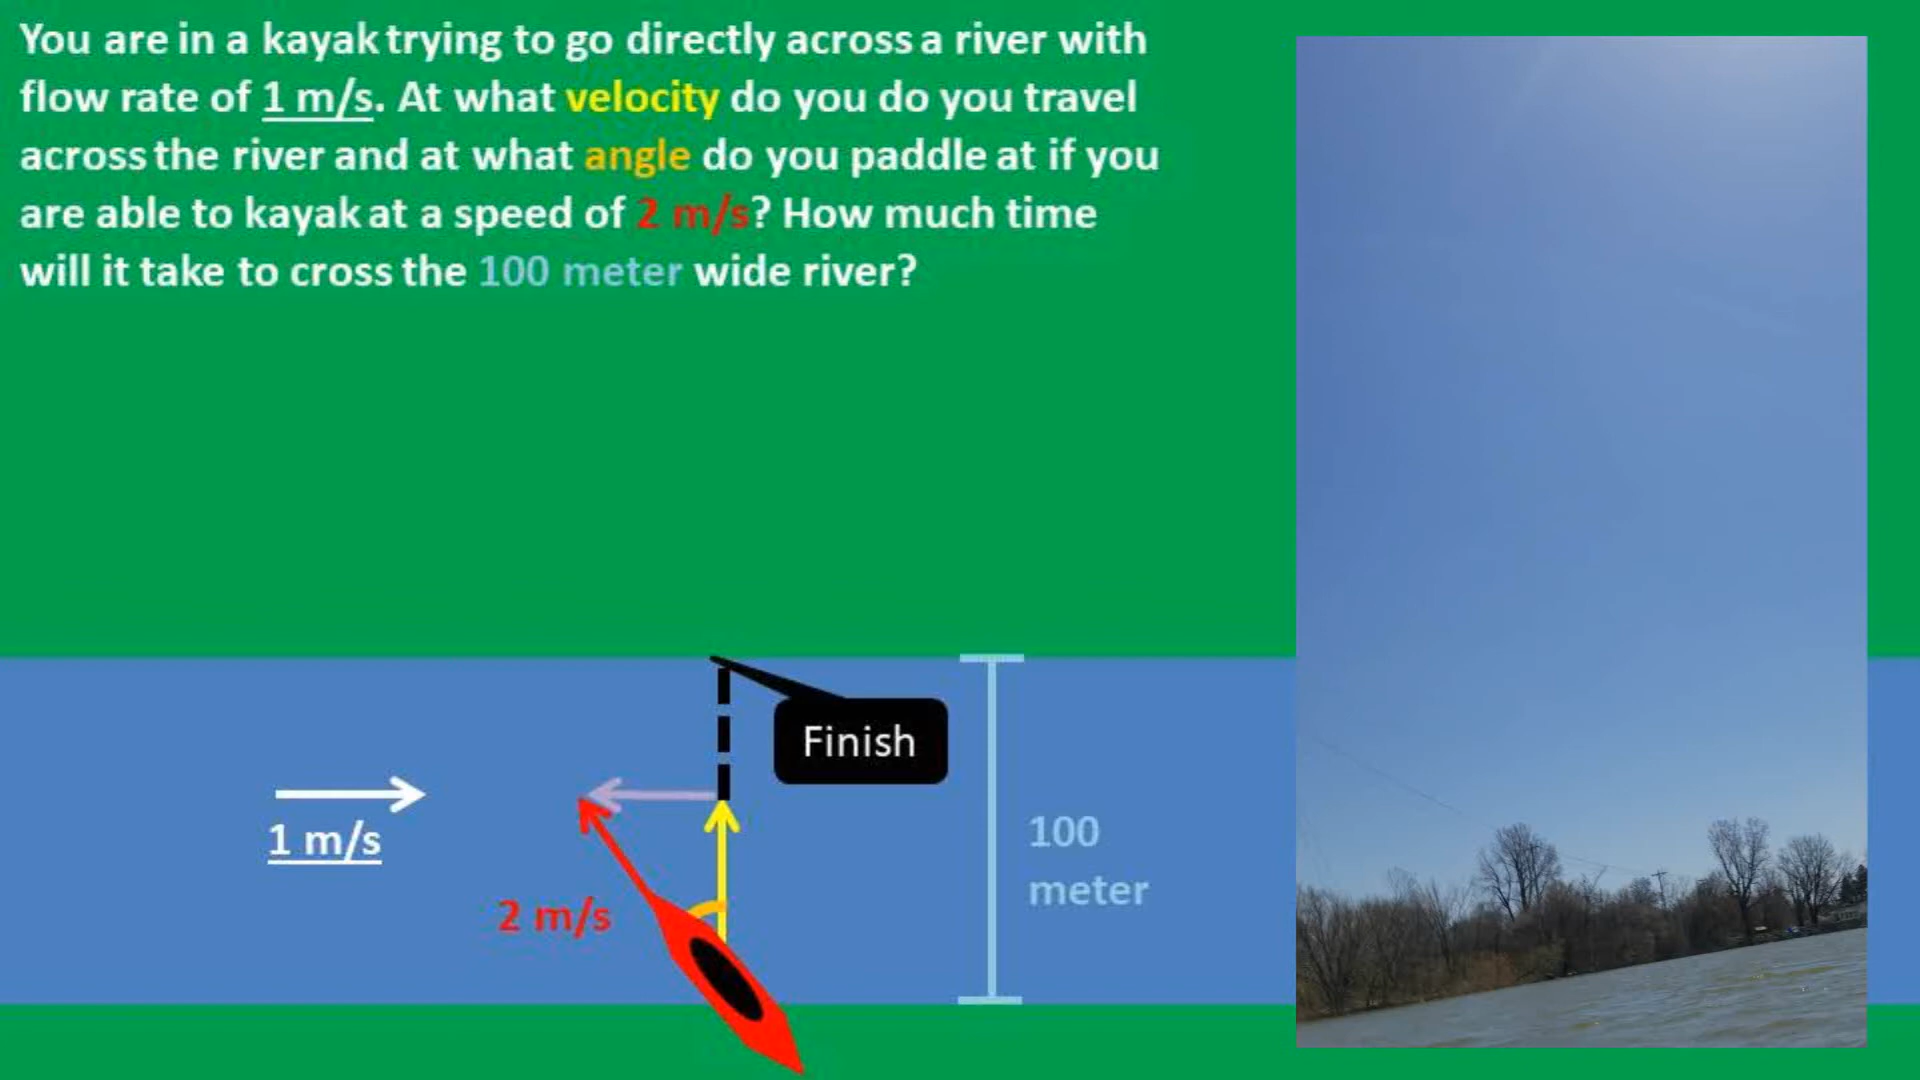 You are in a kayak trying to go directly across a river with
flow rate of 1 m/s. At what velocity do you do you travel
across the river and at what angle do you paddle at if you
are able to kayak at a speed of 2 m/s? How much time
will it take to cross the 100 meter wide river?
Finish
1 m/s
2 m/s
100
meter